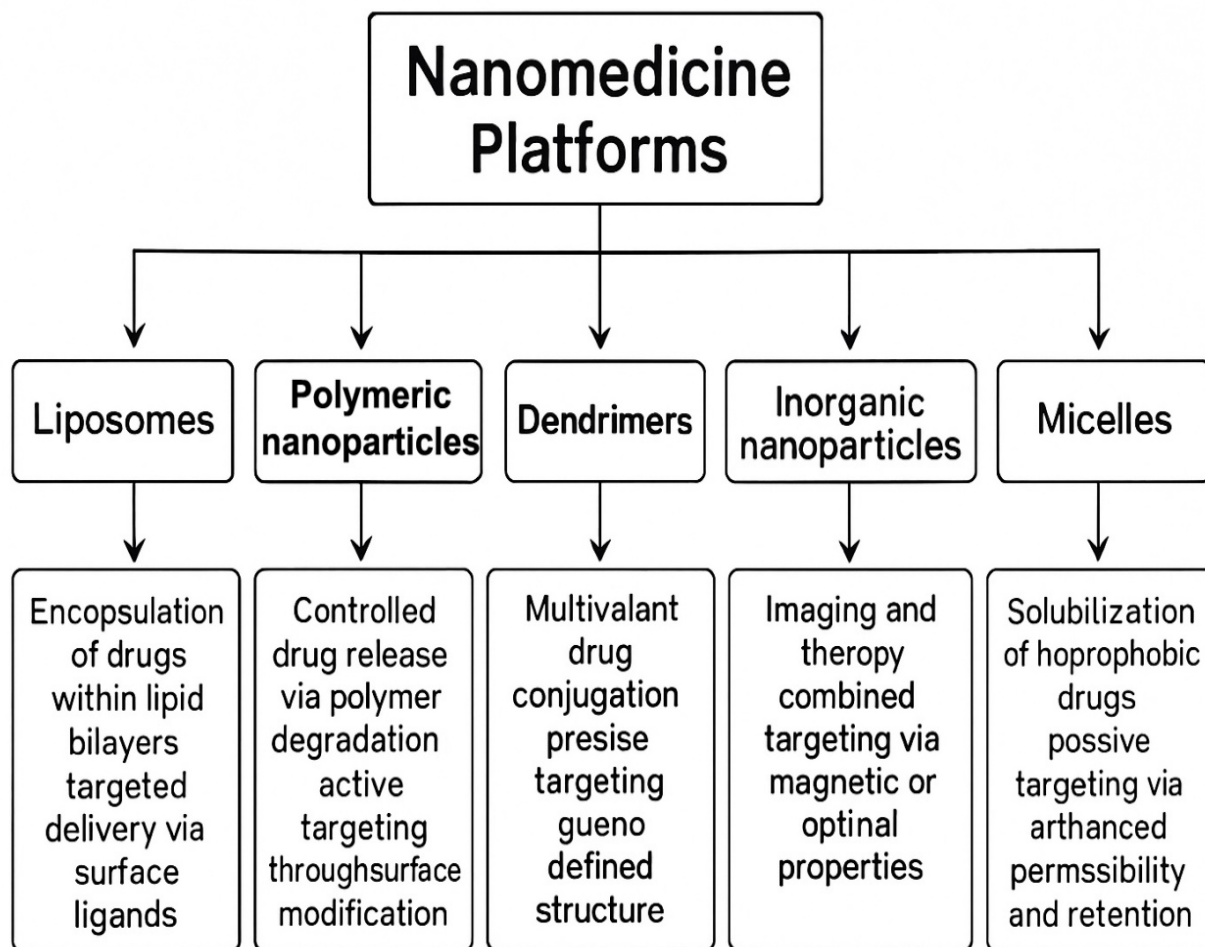 Nanomedicine
Platforms
Liposomes
Polymeric
nanoparticles
Dendrimers
Inorganic
nanoparticles
Micelles
Encopsulation
of drugs
within lipid
bilayers
targeted
delivery via
surface
ligands
Controlled
drug release
via polymer
degradation
active
targeting
throughsurface
modification
Multivalant
drug
conjugation
presise
targeting
gueno
defined
structure
Imaging and
theropy
combined
targeting via
magnetic or
optinal
properties
Solubilization
of hoprophobic
drugs
possive
targeting via
arthanced
permssibility
and retention